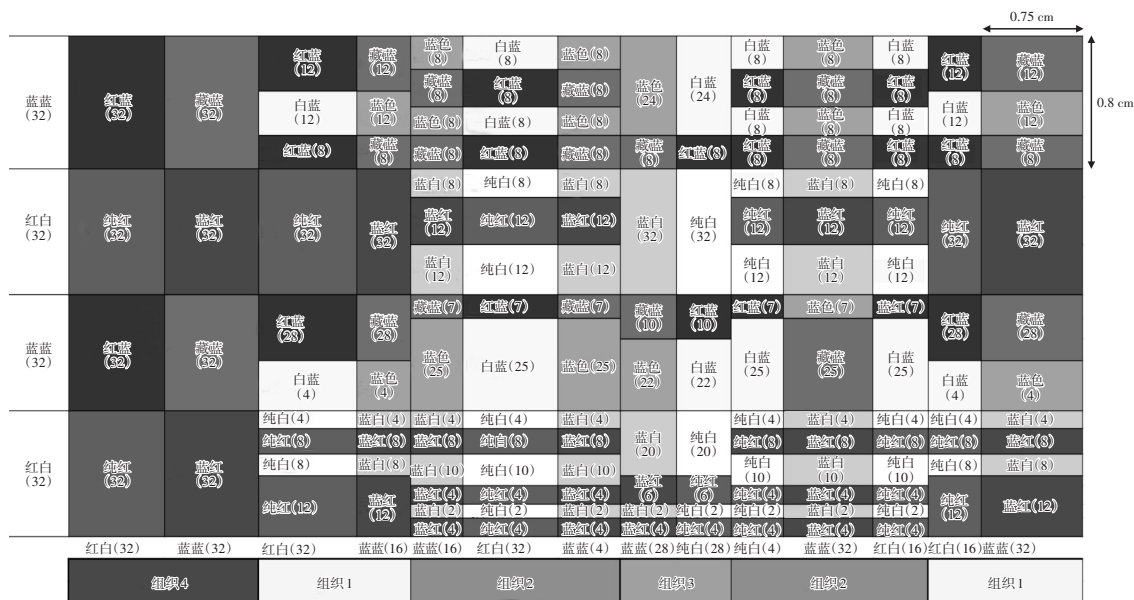 0.75 cm
0.8 cm
蓝蓝
(32)
红蓝
(32)
藏蓝
(32)
红蓝
(12)
白蓝
(12)
红蓝(8)
藏蓝
(12)
蓝色
(12)
藏蓝
(8)
蓝色
(8)
藏蓝
(8)
蓝色(8)
藏蓝(8)
白蓝
(8)
红蓝
(8)
白蓝(8)
红蓝(8)
蓝色(8)
藏蓝(8)
蓝色(8)
藏蓝(8)
蓝色
(24)
藏蓝
(8)
白蓝
(24)
红蓝(8)
白蓝
(8)
红蓝
(8)
白蓝
(8)
红蓝
(8)
蓝色
(8)
藏蓝
(8)
蓝色
(8)
藏蓝
(8)
白蓝
(8)
红蓝
(8)
白蓝
(8)
红蓝
(8)
红蓝
(12)
白蓝
(12)
红蓝
(8)
藏蓝
(12)
蓝色
(12)
藏蓝
(8)
红白
(32)
纯红
(32)
蓝红
(32)
纯红
(32)
蓝红
(32)
蓝白(8)
蓝红
(12)
蓝白
(12)
纯白(8)
纯红(12)
纯白(12)
蓝白(8)
蓝红(12)
蓝白(12)
蓝白
(32)
纯白
(32)
纯白(8)
纯红
(12)
纯白
(12)
蓝白(8)
蓝红
(12)
蓝白
(12)
纯白(8)
纯红
(12)
纯白
(12)
纯红
(32)
蓝红
(32)
蓝蓝
(32)
红蓝
(32)
藏蓝
(32)
红蓝
(28)
白蓝
(4)
藏蓝
(28)
蓝色
(4)
藏蓝(7)
蓝色
(25)
红蓝(7)
白蓝(25)
藏蓝(7)
蓝色(25)
藏蓝
(10)
蓝色
(22)
红蓝
(10)
白蓝
(22)
红蓝(7)
白蓝
(25)
蓝色(7)
藏蓝
(25)
蓝红(7)
白蓝
(25)
红蓝
(28)
白蓝
(4)
藏蓝
(28)
蓝色
(4)
红白
(32)
纯红
(32)
蓝红
(32)
纯白(4)
纯红(8)
纯白(8)
纯红(12)
蓝白(4)
蓝红(8)
蓝白(8)
蓝红
(12)
蓝白(4)
蓝红(8)
蓝白(10)
蓝红(4)
蓝白(2)
蓝红(4)
纯白(4)
纯白(8)
纯白(10)
纯红(4)
纯白(2)
纯红(4)
蓝白(4)
蓝红(8)
蓝白(10)
蓝红(4)
蓝白(2)
蓝红(4)
蓝白
(20)
蓝红
(6)
蓝白(2)
蓝红(4)
纯白
(20)
纯红
(6)
纯白(2)
纯红(4)
纯白(4)
纯红(8)
纯白
(10)
纯红(4)
纯白(2)
纯红(4)
蓝白(4)
蓝红(8)
蓝白
(10)
蓝红(4)
蓝白(2)
蓝红(4)
纯白(4)
纯红(8)
纯白
(10)
纯红(4)
纯白(2)
纯红(4)
纯白(4)
纯红(8)
纯白(8)
纯红
(12)
蓝白(4)
蓝红(8)
蓝白(8)
蓝红(12)
红白(32) 蓝蓝(32) 红白(32) 蓝蓝(16) 蓝蓝(16) 红白(32) 蓝蓝(4) 蓝蓝(28) 纯白(28) 纯白(4) 蓝蓝(32) 红白(16) 红白(16) 蓝蓝(32)
组织4 组织1 组织2 组织3 组织2 组织1